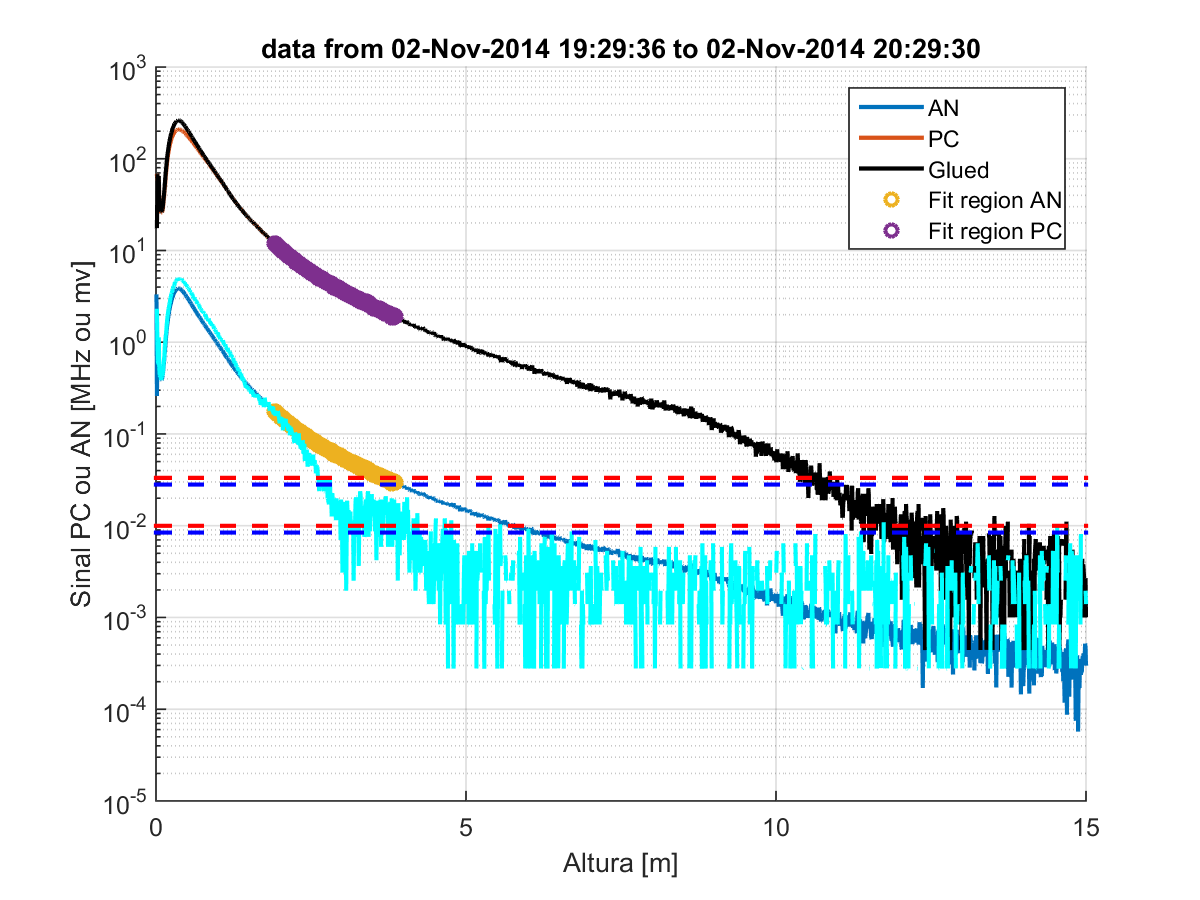 data from 02-Nov-2014 19:29:36 to 02-Nov-2014 20:29:30
Sinal PC ou AN [MHz ou mv]
10^3
10^2
10^1
10^0
10^-1
10^-2
10^-3
10^-4
10^-5
AN
PC
Glued
Fit region AN
Fit region PC
0 5 10 15
Altura [m]